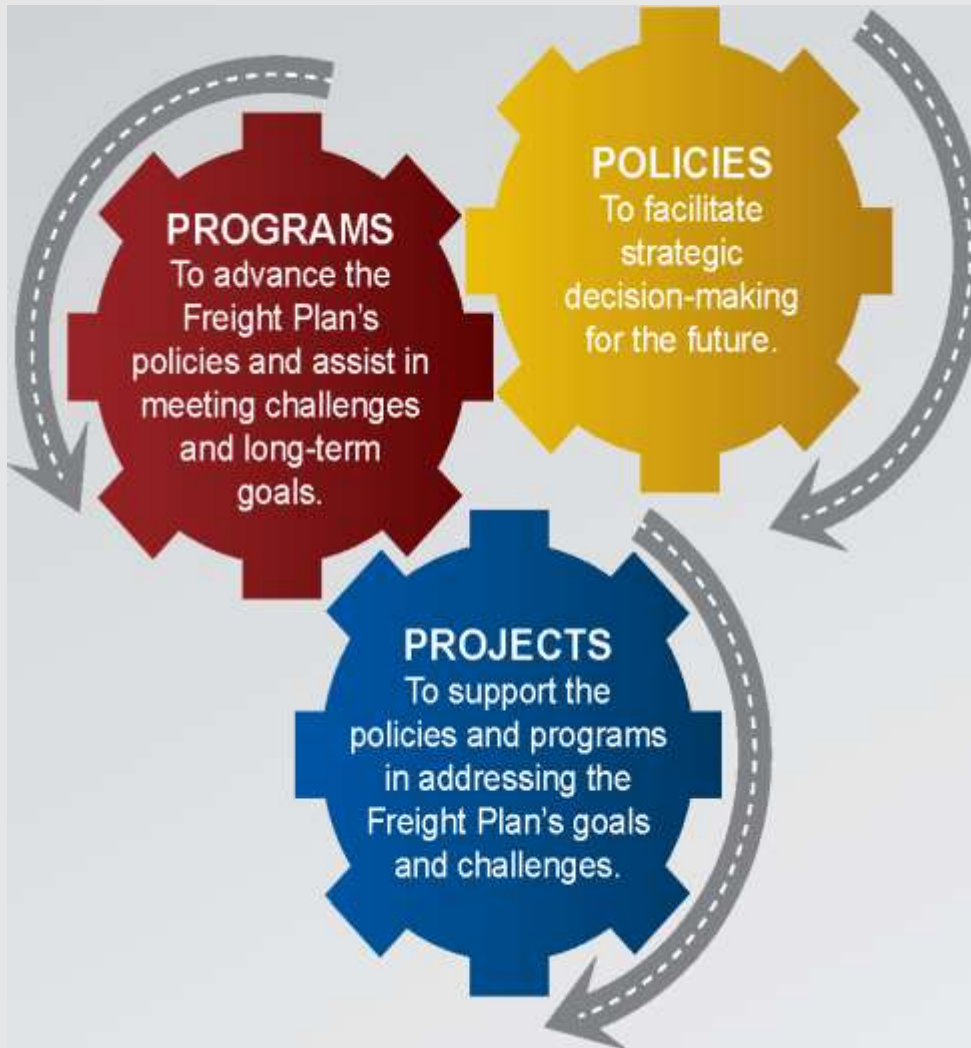 PROGRAMS
To advance the
Freight Plan’s
policies and assist in
meeting challenges
and long-term
goals.
POLICIES
To facilitate
strategic
decision-making
for the future.
PROJECTS
To support the
policies and programs
in addressing the
Freight Plan’s goals
and challenges.